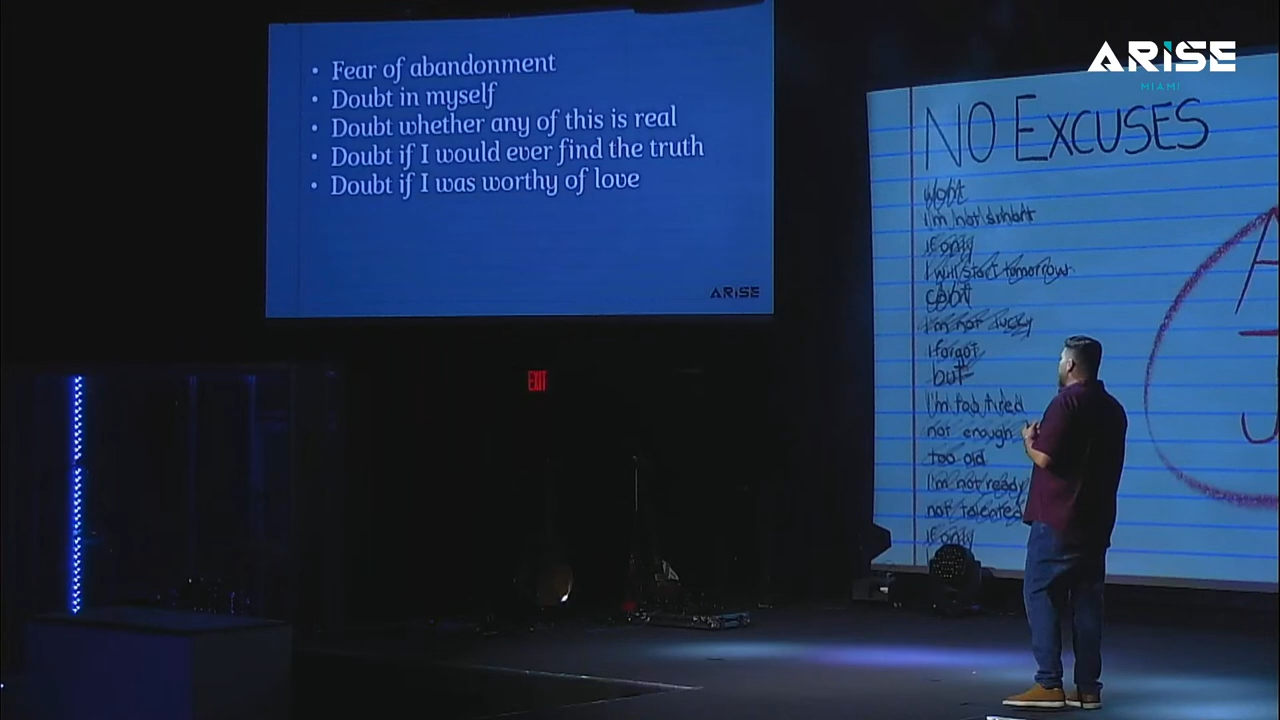 • Fear of abandonment
• Doubt in myself
• Doubt whether any of this is real
• Doubt if I would ever find the truth
• Doubt if I was worthy of love
ARISE
EXIT
ARISE
MIAMI
NO EXCUSES
won't
I'm not smart
if only
I will start tomorrow
can't
I'm not lucky
I forgot
but
I'm too tired
not enough
too old
I'm not ready
not talented
if only